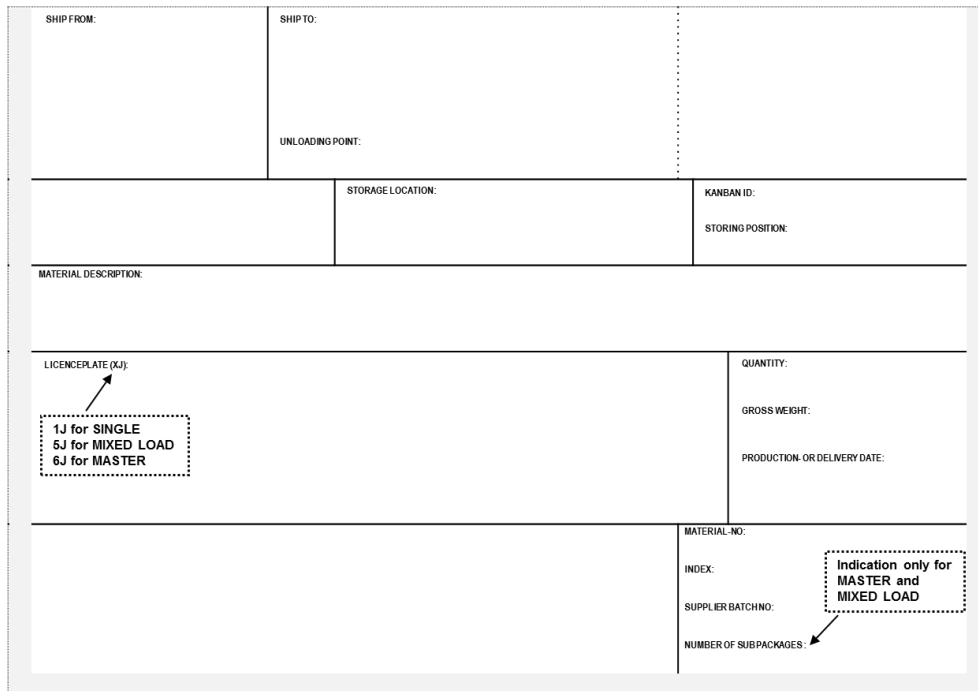 SHIP FROM:
SHIP TO:
UNLOADING POINT:
STORAGE LOCATION:
KANBAN ID:
STORING POSITION:
MATERIAL DESCRIPTION:
LICENCEPLATE (XJ):
1J for SINGLE
5J for MIXED LOAD
6J for MASTER
QUANTITY:
GROSS WEIGHT:
PRODUCTION- OR DELIVERY DATE:
MATERIAL-NO:
INDEX:
SUPPLIER BATCH NO:
NUMBER OF SUBPACKAGES :
Indication only for
MASTER and
MIXED LOAD